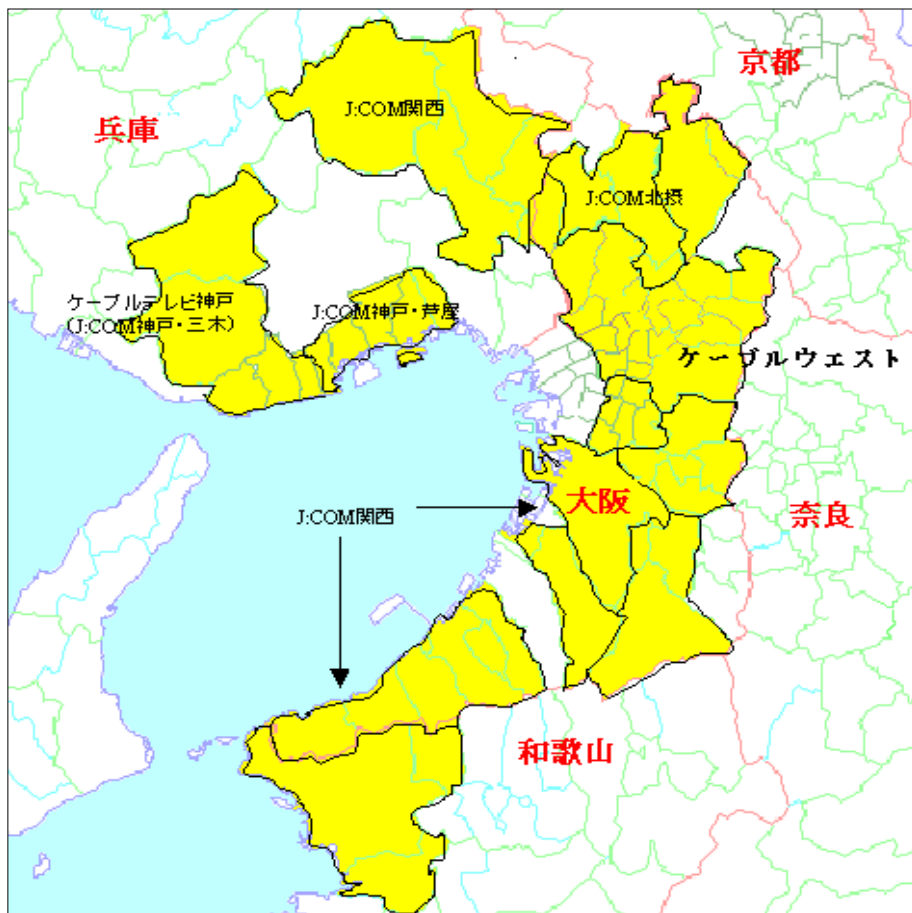 京都
兵庫
J:COM関西
J:COM北摂
ケーブルテレビ神戸
(J:COM神戸・三木)
J:COM神戸・芦屋
ケーブルウェスト
大阪
奈良
J:COM関西
和歌山